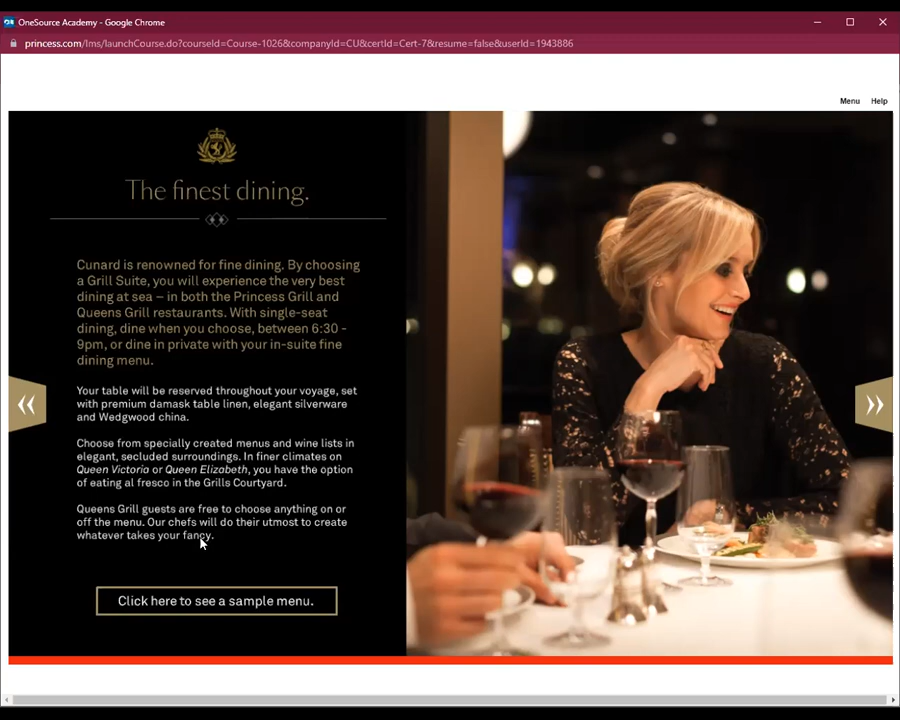 OneSource Academy - Google Chrome
princess.com/lms/launchCourse.do?courseId=Course-1026&companyId=CU&certId=Cert-7&resume=false&userId=1943886
Menu Help
The finest dining.
Cunard is renowned for fine dining. By choosing
a Grill Suite, you will experience the very best
dining at sea – in both the Princess Grill and
Queens Grill restaurants. With single-seat
dining, dine when you choose, between 6:30 -
9pm, or dine in private with your in-suite fine
dining menu.
Your table will be reserved throughout your voyage, set
with premium damask table linen, elegant silverware
and Wedgwood china.
Choose from specially created menus and wine lists in
elegant, secluded surroundings. In finer climates on
Queen Victoria or Queen Elizabeth, you have the option
of eating al fresco in the Grills Courtyard.
Queens Grill guests are free to choose anything on or
off the menu. Our chefs will do their utmost to create
whatever takes your fancy.
Click here to see a sample menu.